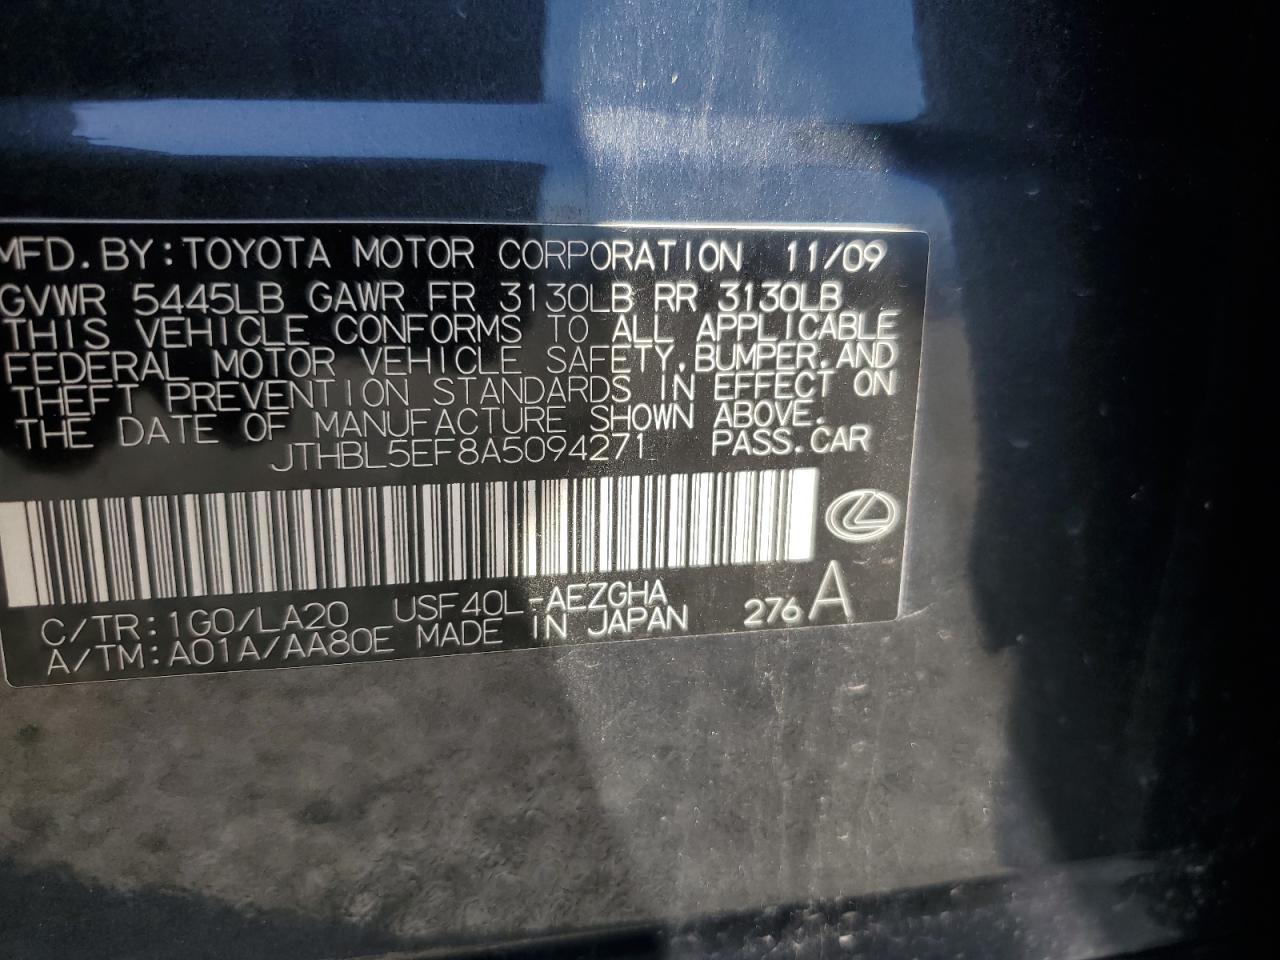 MFD. BY: TOYOTA MOTOR CORPORATION 11/09
GVWR 5445LB GAWR FR 3130LB RR 3130LB
THIS VEHICLE CONFORMS TO ALL APPLICABLE
FEDERAL MOTOR VEHICLE SAFETY, BUMPER, AND
THEFT PREVENTION STANDARDS IN EFFECT ON
THE DATE OF MANUFACTURE SHOWN ABOVE.
JTHBL5EF8A5094271 PASS. CAR
C/TR: 1G0/LA20 USF40L-AEZGHA 276 A
A/TM: A01A/AA80E MADE IN JAPAN